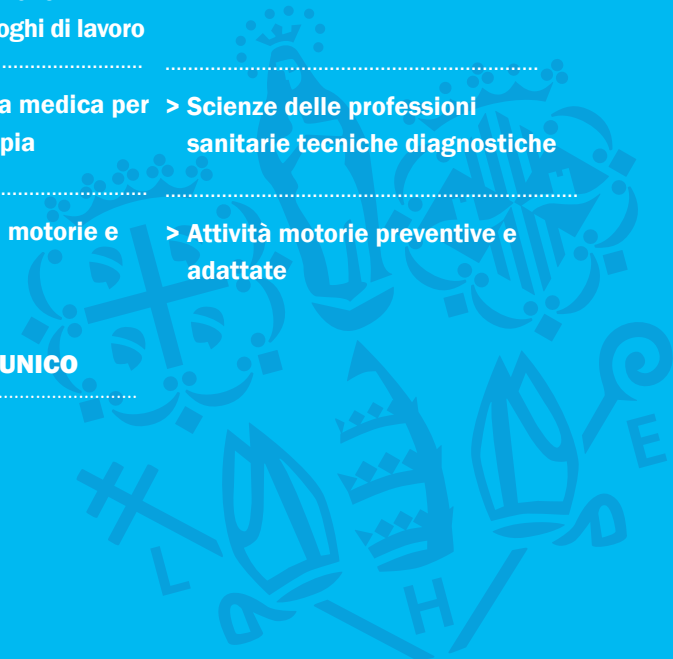 oghi di lavoro
a medica per
pia
motorie e
UNICO
> Scienze delle professioni
sanitarie tecniche diagnostiche
> Attività motorie preventive e
adattate
L
H
E